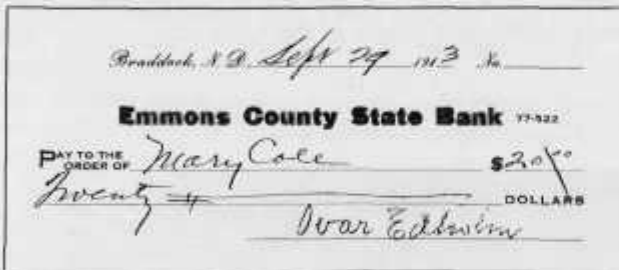 Braddock, N. D. Sept 29 1913 No.
Emmons County State Bank 77-522
PAY TO THE ORDER OF Mary Cole $20.00
Twenty DOLLARS
Ivar Edholm